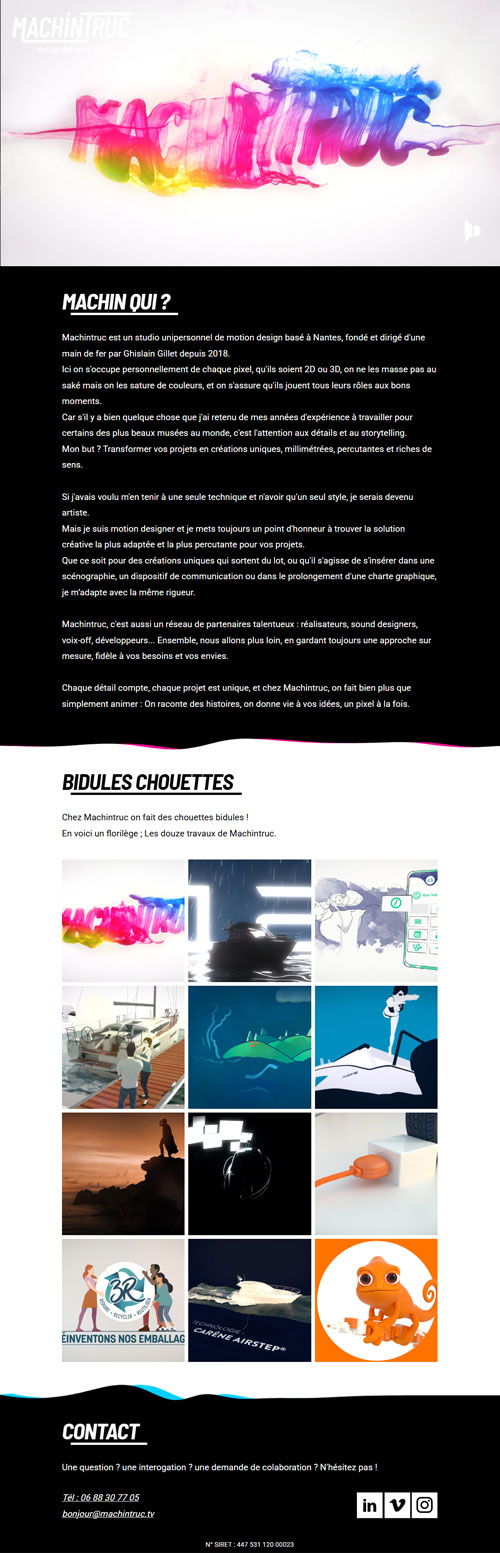 MACHINTRUC
- Motion design &
MACHINTRUC
MACHIN QUI ?
Machintruc est un studio unipersonnel de motion design basé à Nantes, fondé et dirigé d'une
main de fer par Ghislain Gillet depuis 2018.
Ici on s'occupe personnellement de chaque pixel, qu'ils soient 2D ou 3D, on ne les masse pas au
saké mais on les sature de couleurs, et on s'assure qu'ils jouent tous leurs rôles aux bons
moments.
Car s'il y a bien quelque chose que j'ai retenu de mes années d'expérience à travailler pour
certains des plus beaux musées au monde, c'est l'attention aux détails et au storytelling.
Mon but ? Transformer vos projets en créations uniques, millimétrées, percutantes et riches de
sens.
Si j'avais voulu m'en tenir à une seule technique et n'avoir qu'un seul style, je serais devenu
artiste.
Mais je suis motion designer et je mets toujours un point d'honneur à trouver la solution
créative la plus adaptée et la plus percutante pour vos projets.
Que ce soit pour des créations uniques qui sortent du lot, ou qu'il s'agisse de s'insérer dans une
scénographie, un dispositif de communication ou dans le prolongement d'une charte graphique,
je m'adapte avec la même rigueur.
Machintruc, c'est aussi un réseau de partenaires talentueux : réalisateurs, sound designers,
voix-off, développeurs... Ensemble, nous allons plus loin, en gardant toujours une approche sur
mesure, fidèle à vos besoins et vos envies.
Chaque détail compte, chaque projet est unique, et chez Machintruc, on fait bien plus que
simplement animer : On raconte des histoires, on donne vie à vos idées, un pixel à la fois.
BIDULES CHOUETTES
Chez Machintruc on fait des chouettes bidules !
En voici un florilège ; Les douze travaux de Machintruc.
MACHINTRUC
3R
RÉDUIRE • RECYCLER • RÉUTILISER
ÉINVENTONS NOS EMBALLAG
TECHNOLOGIE
CARÈNE AIRSTEP®
CONTACT
Une question ? une interogation ? une demande de colaboration ? N'hésitez pas !
Tél : 06 88 30 77 05
bonjour@machintruc.tv
in
N° SIRET : 447 531 120 00023